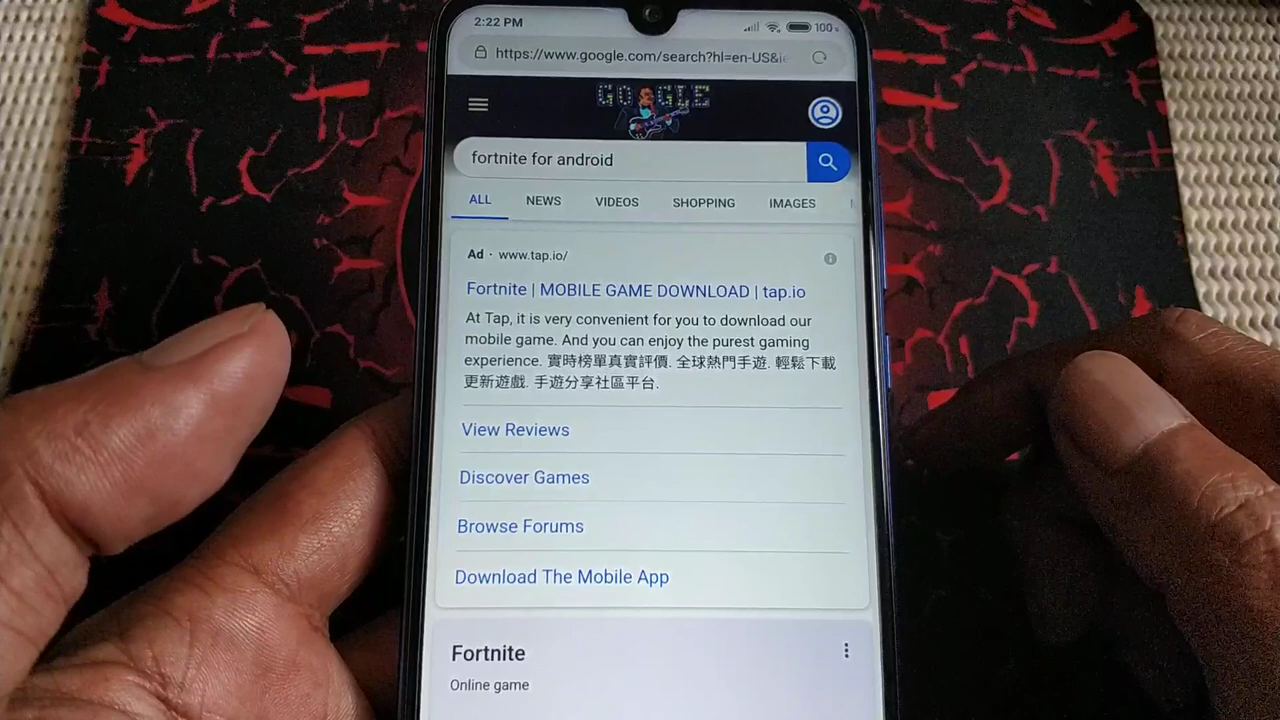 2:22 PM
100
https://www.google.com/search?hl=en-US&i
GOOGLE
fortnite for android
ALL NEWS VIDEOS SHOPPING IMAGES
Ad · www.tap.io/
Fortnite | MOBILE GAME DOWNLOAD | tap.io
At Tap, it is very convenient for you to download our
mobile game. And you can enjoy the purest gaming
experience. 實時榜單真實評價. 全球熱門手遊. 輕鬆下載
更新遊戲. 手遊分享社區平台.
View Reviews
Discover Games
Browse Forums
Download The Mobile App
Fortnite
Online game